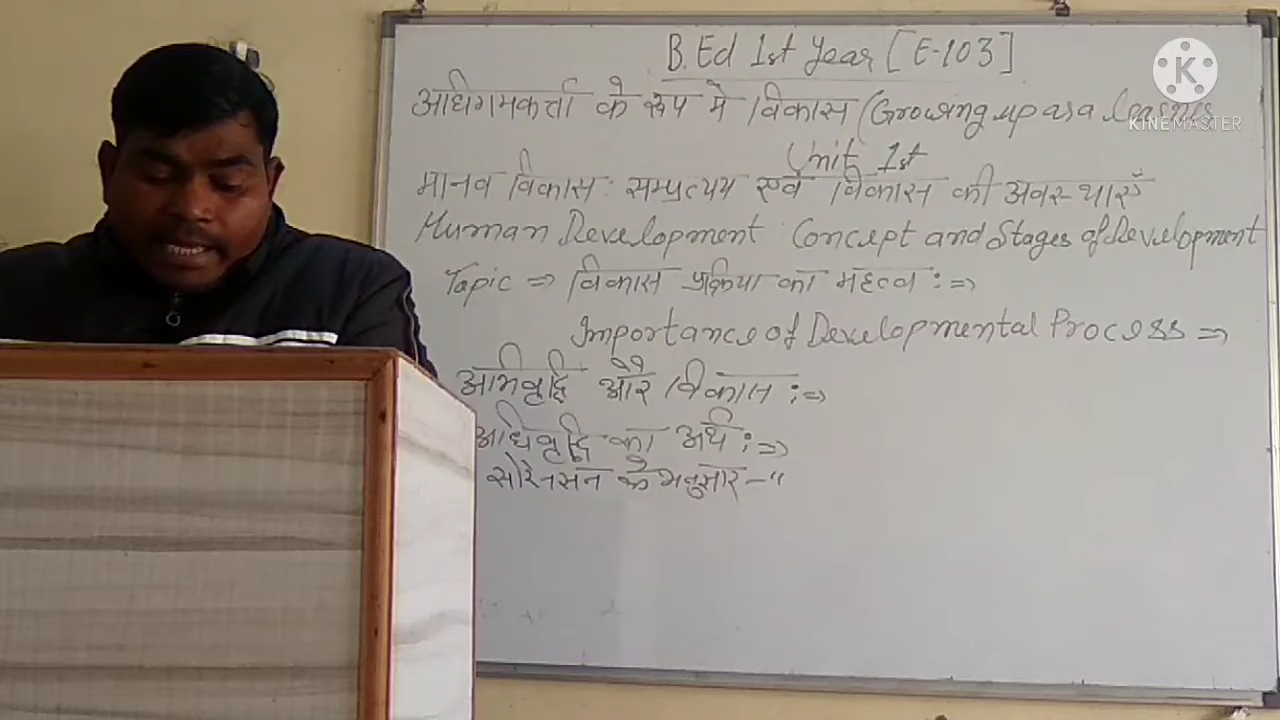 B.Ed 1st Year [E-103]
अधिगमकर्ता के रूप मे विकास (Growing up as a Learner
Unit 1st
मानव विकास: सम्प्रत्यय एवं विकास की अवस्थाएँ
Human Development Concept and Stages of Development
Topic ⇒ विकास प्रक्रिया का महत्व :⇒
Importance of Developmental Process ⇒
अभिवृद्धि और विकास :⇒
अभिवृद्धि का अर्थ :⇒
सोरेनसन के अनुसार - "
K
KINEMASTER